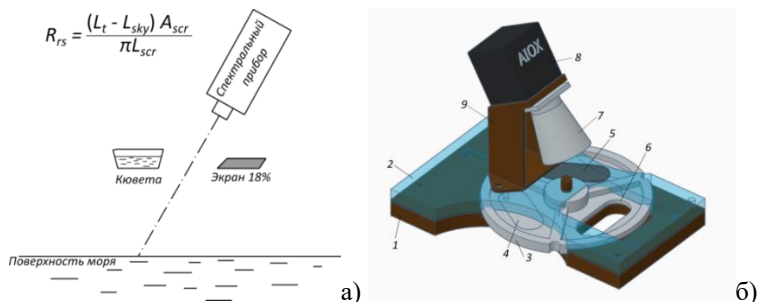 R_rs = (L_t - L_sky) A_scr / πL_scr
Спектральный
прибор
Кювета
Экран 18%
Поверхность моря
а)
AIOX
8
9
7
5
6
2
1
4
3
б)